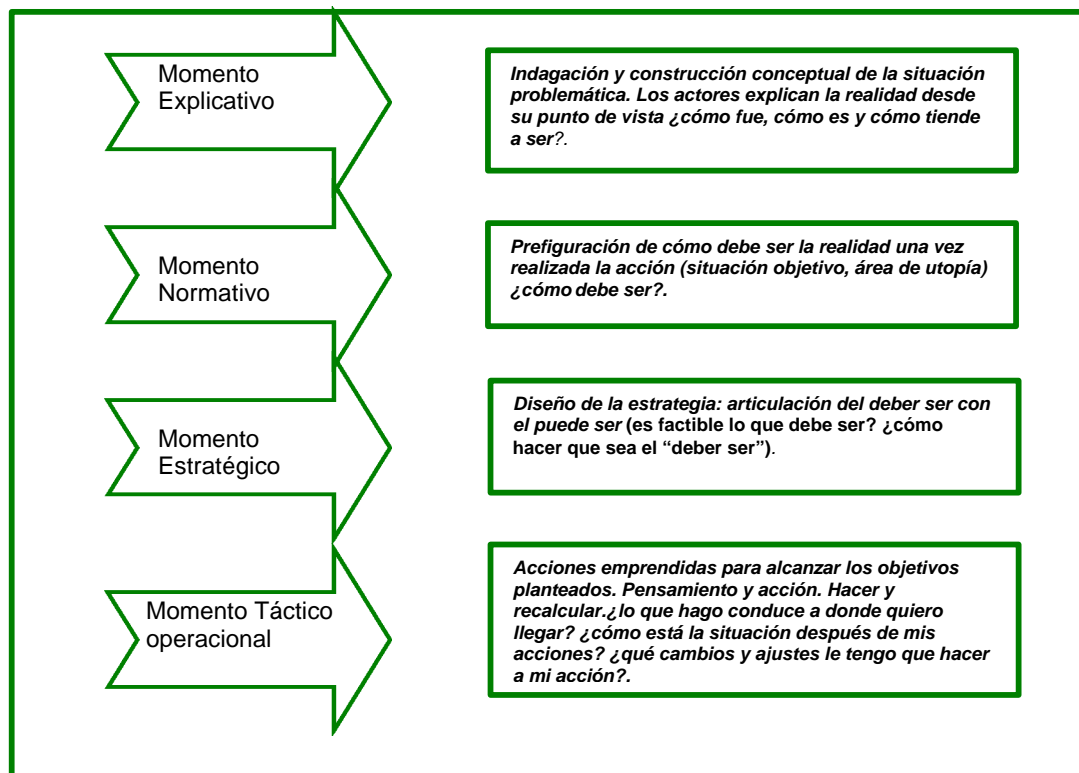 Momento
Explicativo
Indagación y construcción conceptual de la situación
problemática. Los actores explican la realidad desde
su punto de vista ¿cómo fue, cómo es y cómo tiende
a ser?.
Momento
Normativo
Prefiguración de cómo debe ser la realidad una vez
realizada la acción (situación objetivo, área de utopía)
¿cómo debe ser?.
Momento
Estratégico
Diseño de la estrategia: articulación del deber ser con
el puede ser (es factible lo que debe ser? ¿cómo
hacer que sea el “deber ser”).
Momento Táctico
operacional
Acciones emprendidas para alcanzar los objetivos
planteados. Pensamiento y acción. Hacer y
recalcular.¿lo que hago conduce a donde quiero
llegar? ¿cómo está la situación después de mis
acciones? ¿qué cambios y ajustes le tengo que hacer
a mi acción?.